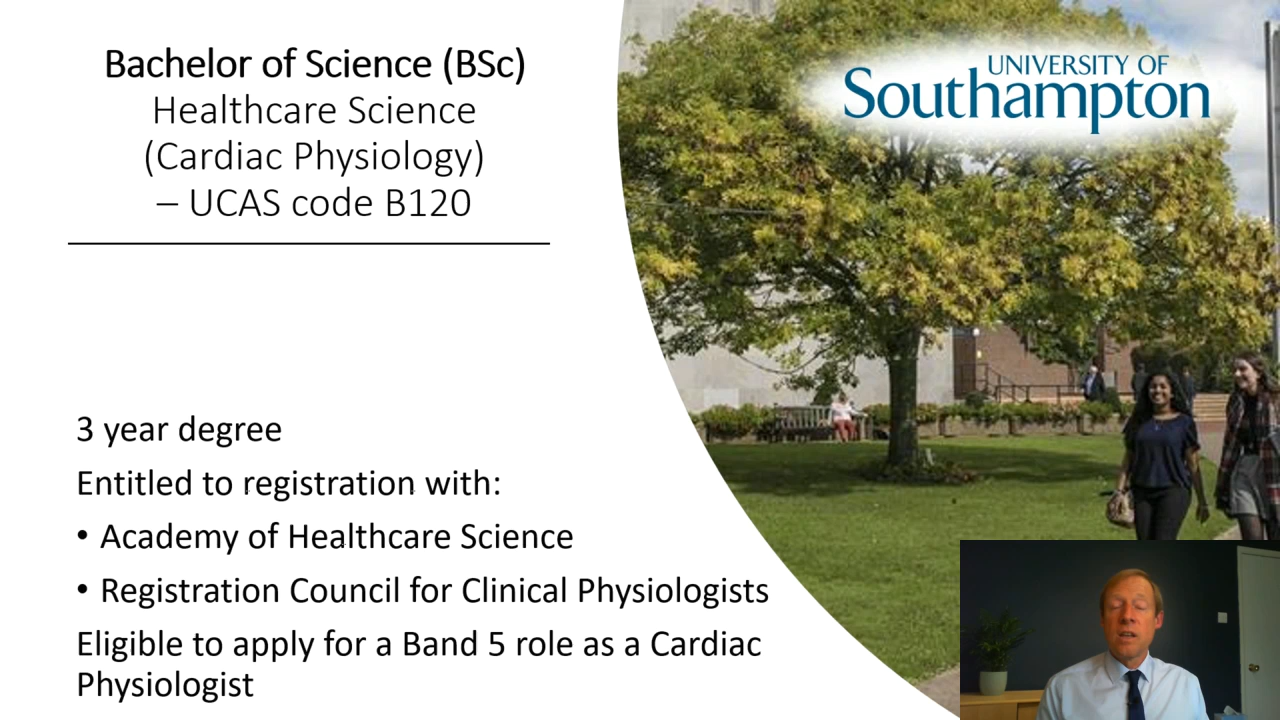 Bachelor of Science (BSc)
Healthcare Science
(Cardiac Physiology)
– UCAS code B120
UNIVERSITY OF
Southampton
3 year degree
Entitled to registration with:
• Academy of Healthcare Science
• Registration Council for Clinical Physiologists
Eligible to apply for a Band 5 role as a Cardiac
Physiologist